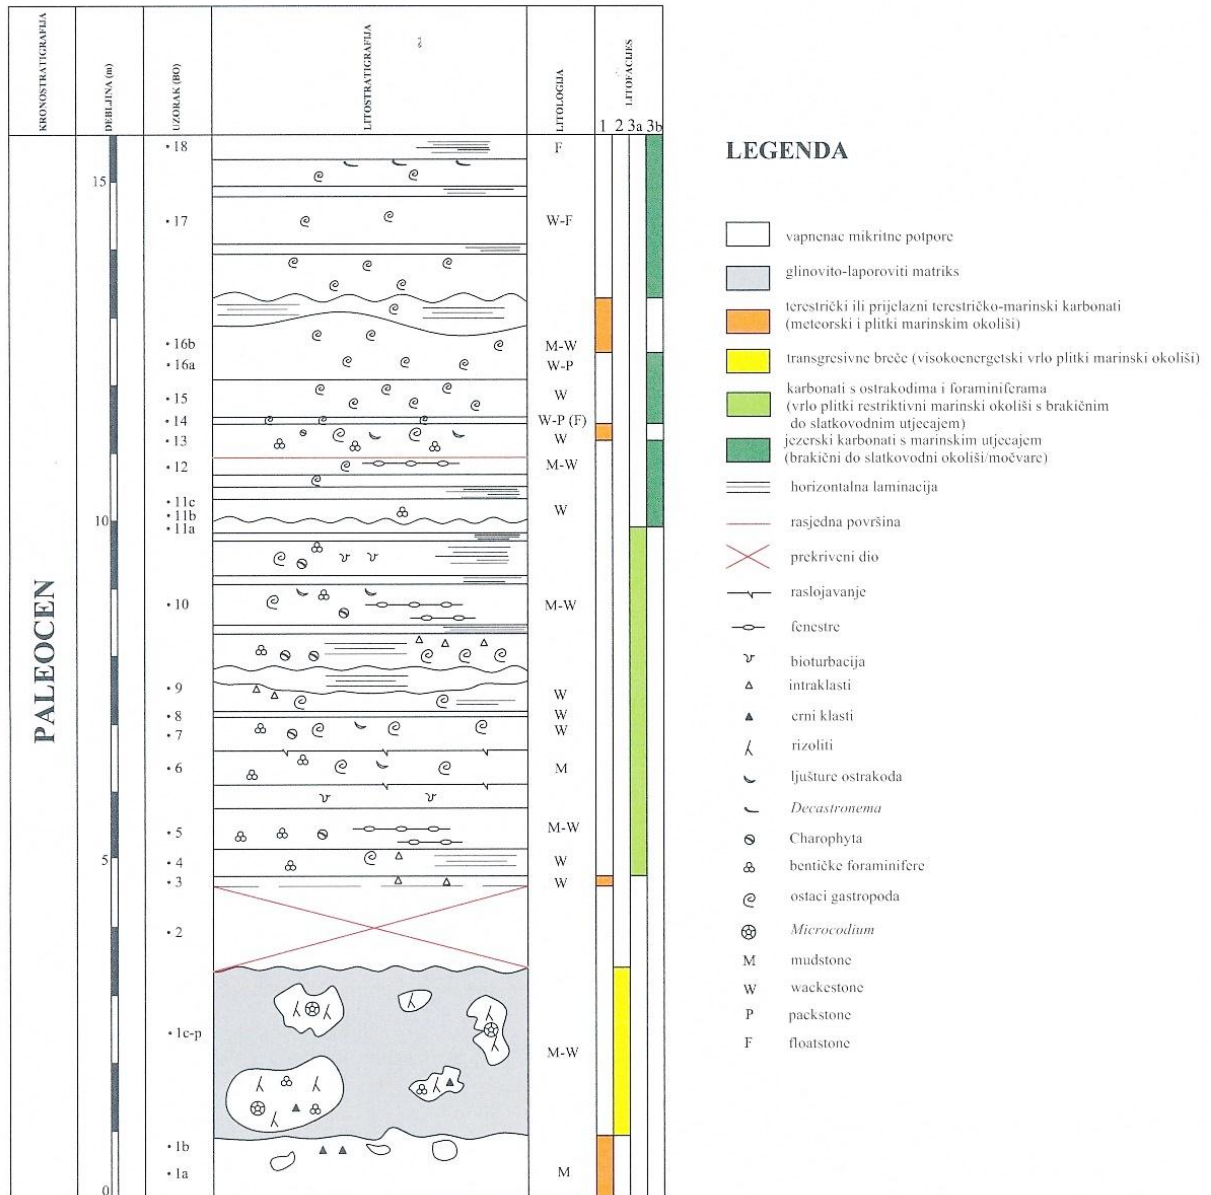 KRONOSTRATIGRAFIJA
DEBLJINA (m)
UZORAK (BO)
LITOSTRATIGRAFIJA
LITOLOGIJA
LITOFACIJES
1 2 3a 3b
PALEOCEN
15
10
5
0
• 18 F
• 17 W-F
• 16b M-W
• 16a W-P
• 15 W
• 14 W-P (F)
• 13 W
• 12 M-W
• 11c
• 11b W
• 11a
• 10 M-W
• 9 W
• 8 W
• 7 W
• 6 M
• 5 M-W
• 4 W
• 3 W
• 2
• 1c-p M-W
• 1b
• 1a M
LEGENDA
vapnenac mikritne potpore
glinovito-laporoviti matriks
terestrički ili prijelazni terestričko-marinski karbonati
(meteorski i plitki marinskim okoliši)
transgresivne breče (visokoenergetski vrlo plitki marinski okoliši)
karbonati s ostrakodima i foraminiferama
(vrlo plitki restriktivni marinski okoliši s brakičnim
do slatkovodnim utjecajem)
jezerski karbonati s marinskim utjecajem
(brakični do slatkovodni okoliši/močvare)
horizontalna laminacija
rasjedna površina
prekriveni dio
raslojavanje
fenestre
bioturbacija
intraklasti
crni klasti
rizoliti
ljušture ostrakoda
Decastronema
Charophyta
bentičke foraminifere
ostaci gastropoda
Microcodium
M mudstone
W wackestone
P packstone
F floatstone